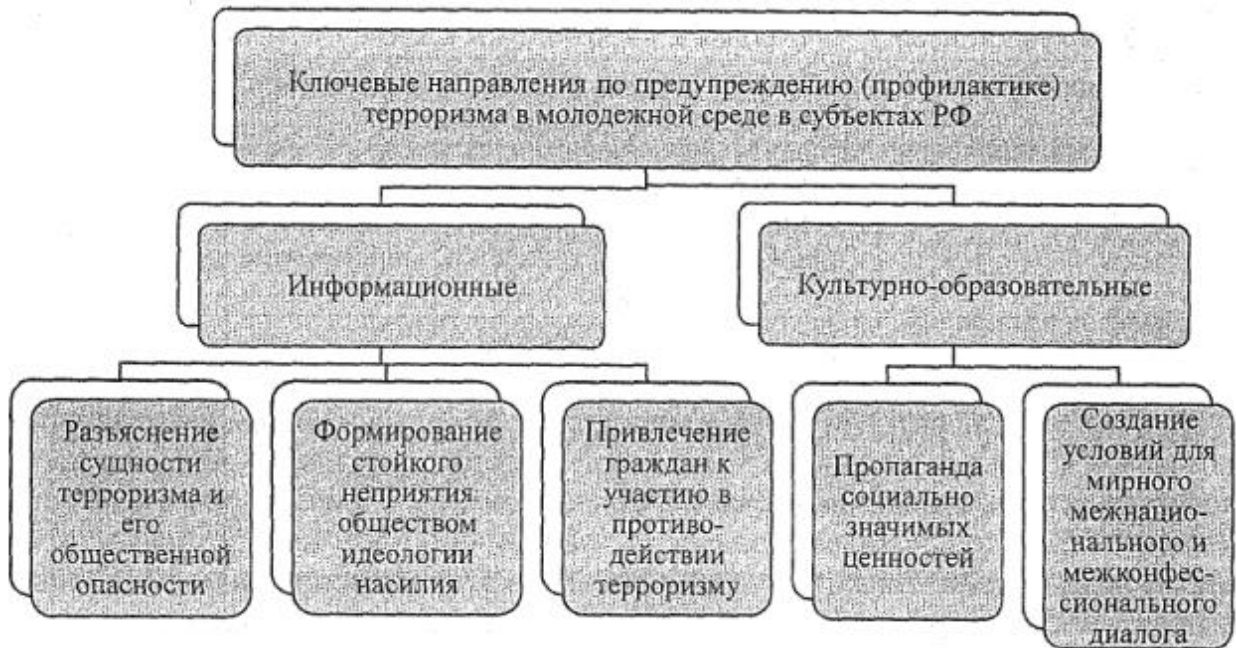 Ключевые направления по предупреждению (профилактике)
терроризма в молодежной среде в субъектах РФ
Информационные
Культурно-образовательные
Разъяснение
сущности
терроризма и
его
общественной
опасности
Формирование
стойкого
неприятия
обществом
идеологии
насилия
Привлечение
граждан к
участию в
противо-
действии
терроризму
Пропаганда
социально
значимых
ценностей
Создание
условий для
мирного
межнацио-
нального и
межконфес-
сионального
диалога